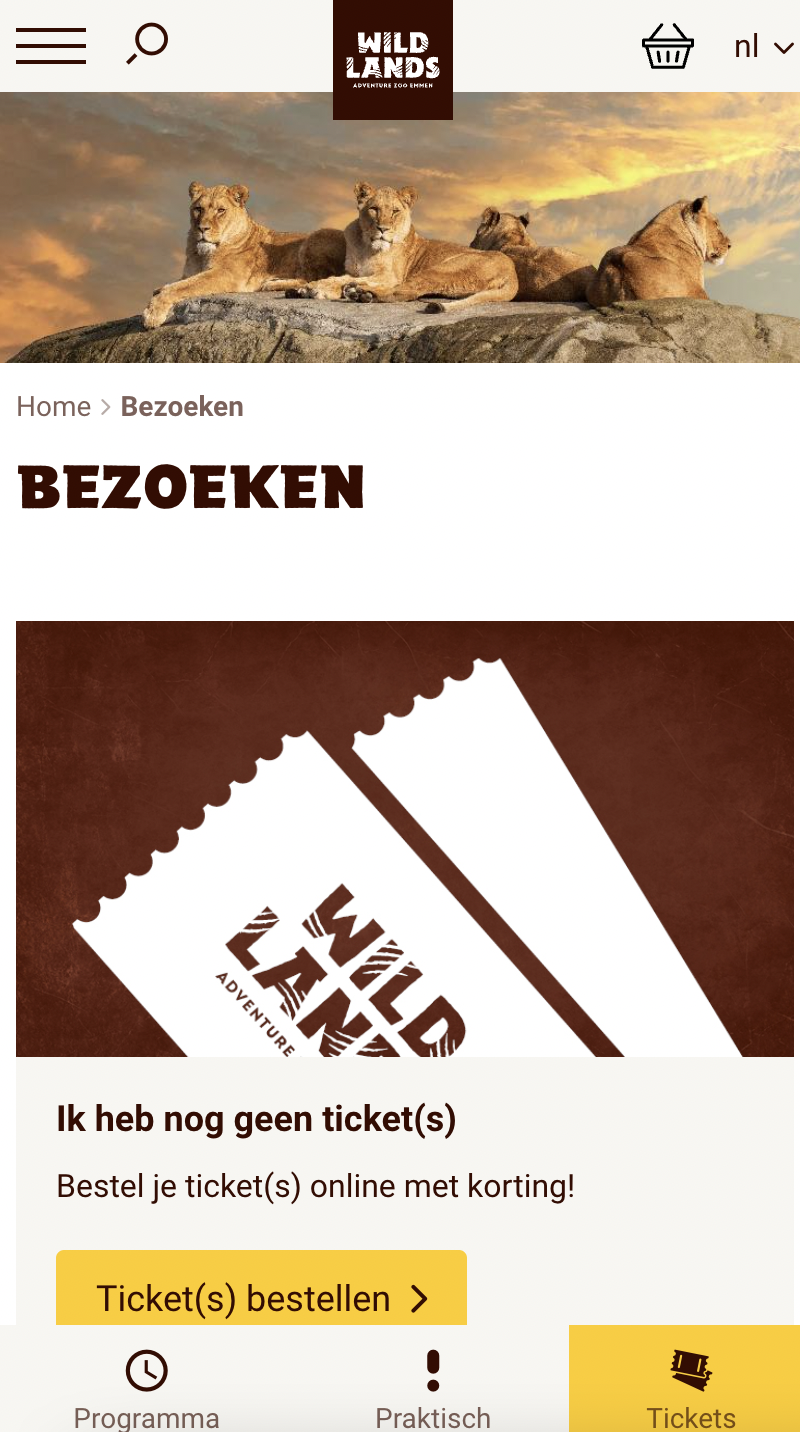 WILD
LANDS
ADVENTURE ZOO EMMEN
nl
Home > Bezoeken
BEZOEKEN
WILD
LAND
ADVENTURE
Ik heb nog geen ticket(s)
Bestel je ticket(s) online met korting!
Ticket(s) bestellen
Programma
Praktisch
Tickets